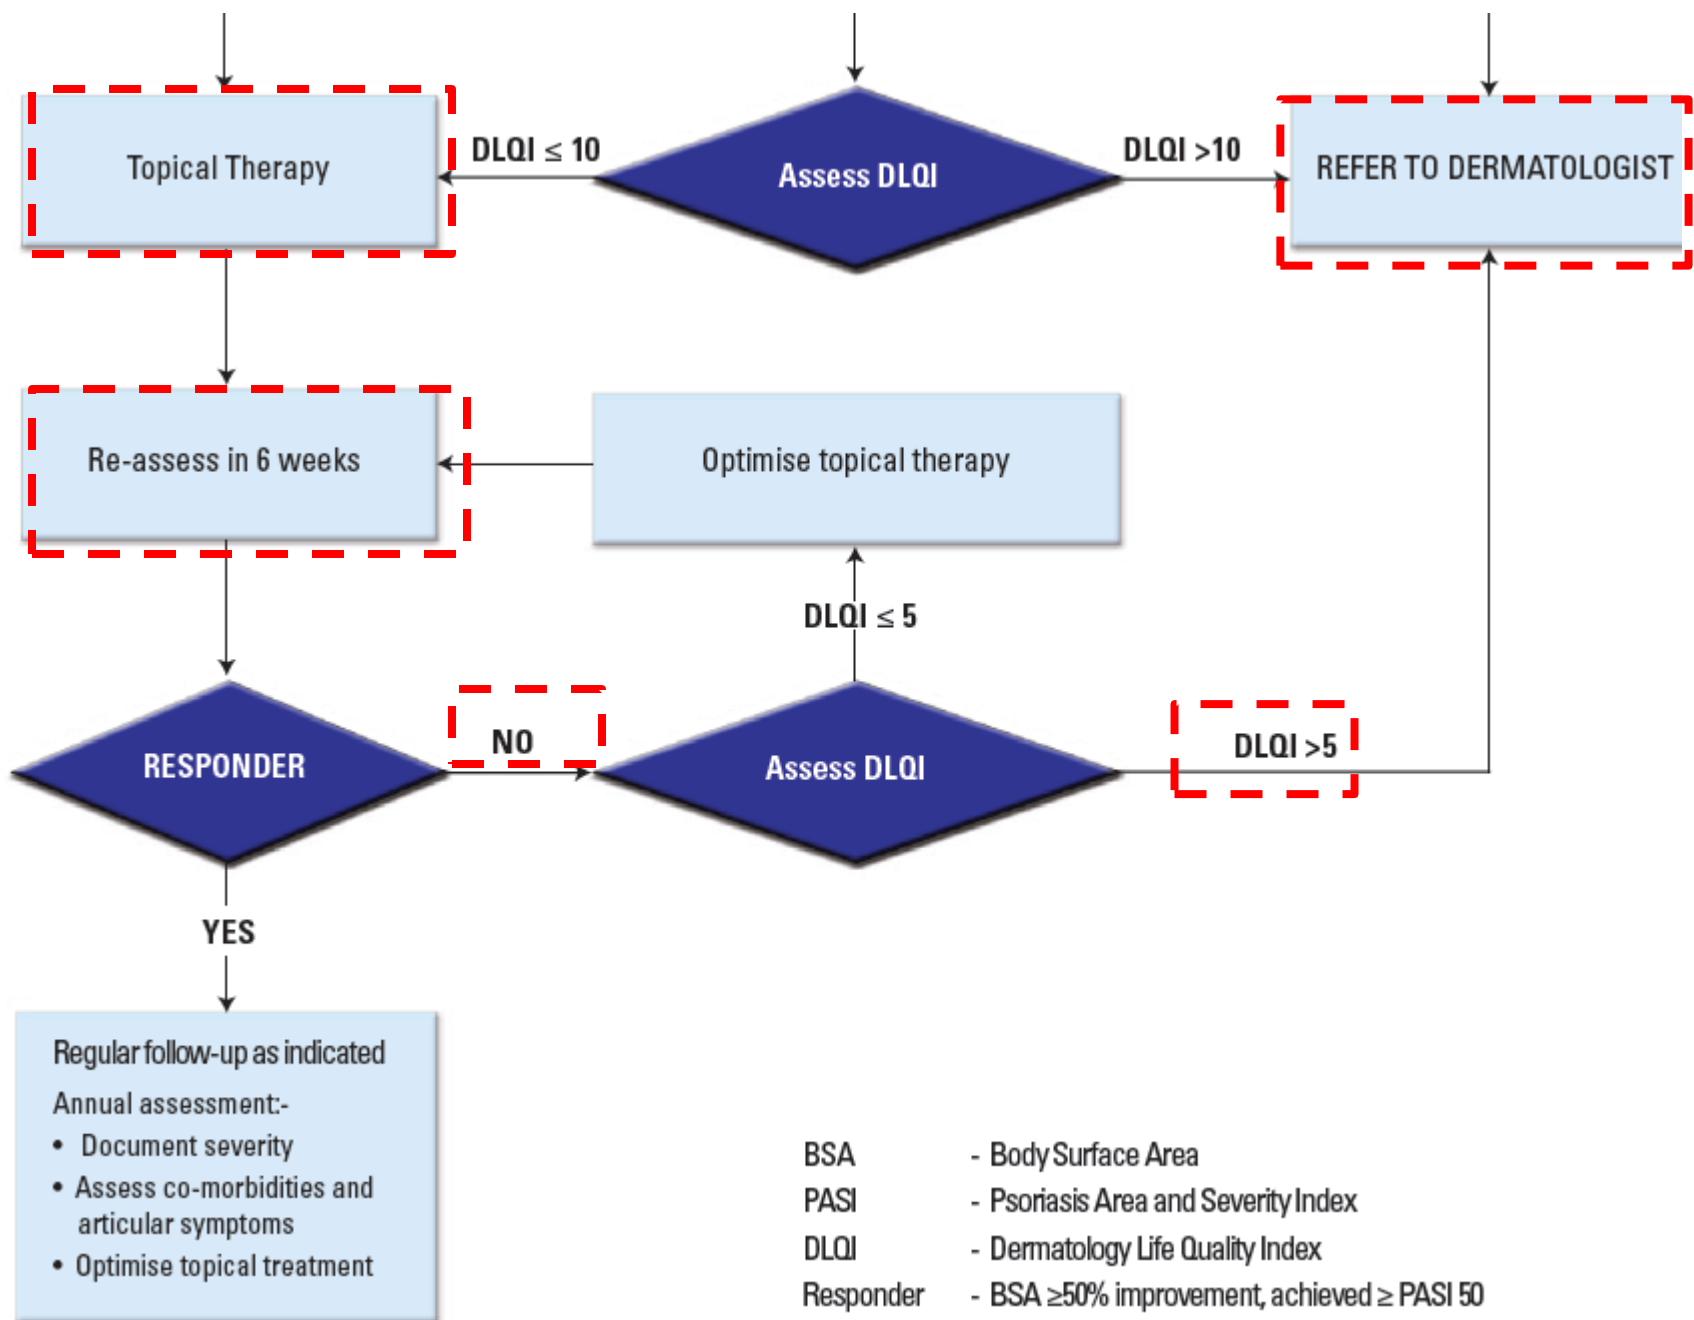 Topical Therapy
DLQI ≤ 10
Assess DLQI
DLQI >10
REFER TO DERMATOLOGIST
Re-assess in 6 weeks
Optimise topical therapy
DLQI ≤ 5
RESPONDER
NO
Assess DLQI
DLQI >5
YES
Regular follow-up as indicated
Annual assessment:-
• Document severity
• Assess co-morbidities and
articular symptoms
• Optimise topical treatment
BSA - Body Surface Area
PASI - Psoriasis Area and Severity Index
DLQI - Dermatology Life Quality Index
Responder - BSA ≥50% improvement, achieved ≥ PASI 50